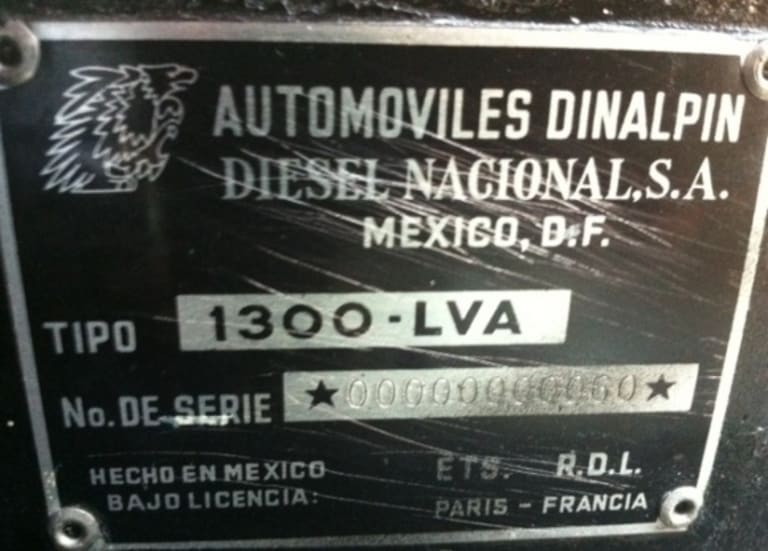 AUTOMOVILES DINALPIN
DIESEL NACIONAL, S.A.
MEXICO, D.F.
TIPO 1300-LVA
No. DE SERIE ★00000000060★
HECHO EN MEXICO ETS. R.D.L.
BAJO LICENCIA: PARIS - FRANCIA